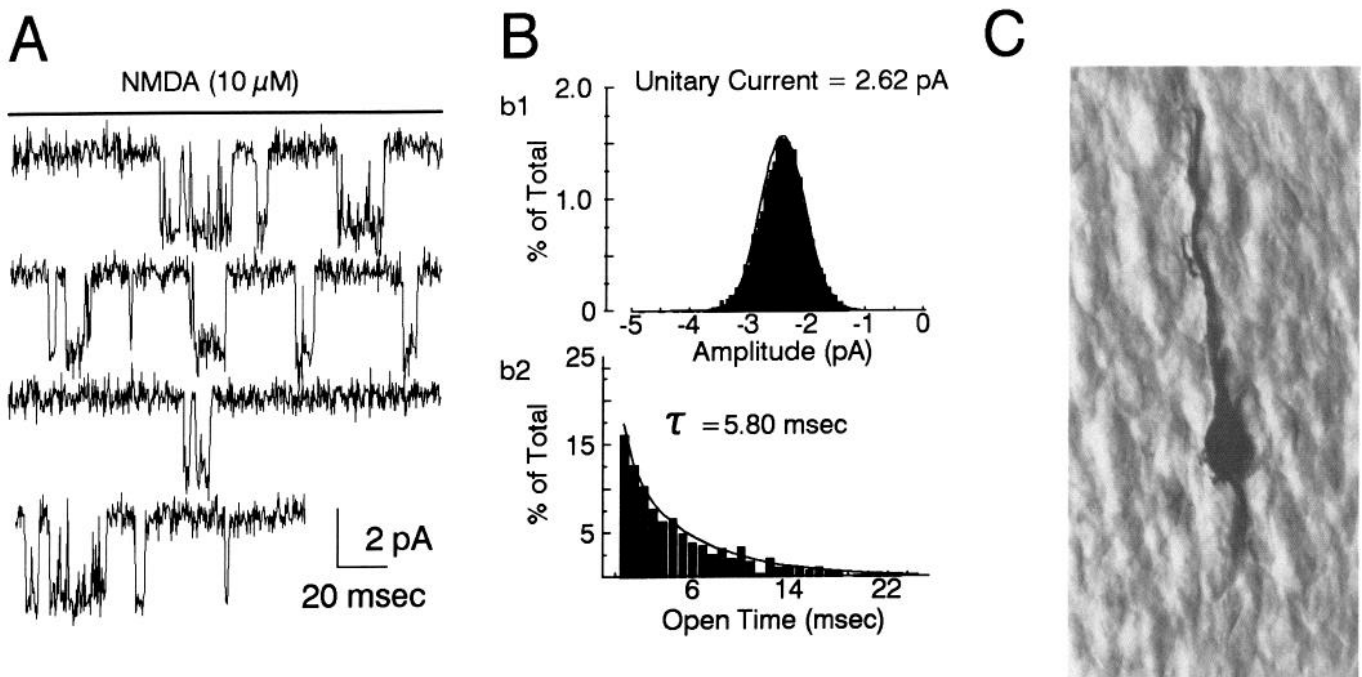 A
NMDA (10 µM)
2 pA
20 msec
B
b1
Unitary Current = 2.62 pA
2.0
1.0
0
% of Total
-5 -4 -3 -2 -1 0
Amplitude (pA)
b2
25
15
5
% of Total
τ = 5.80 msec
6 14 22
Open Time (msec)
C